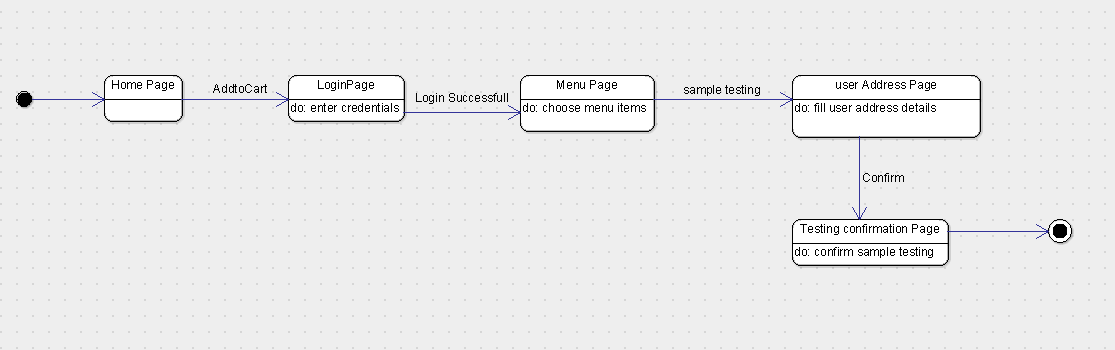 Home Page
AddtoCart
LoginPage
do: enter credentials
Login Successfull
Menu Page
do: choose menu items
sample testing
user Address Page
do: fill user address details
Confirm
Testing confirmation Page
do: confirm sample testing